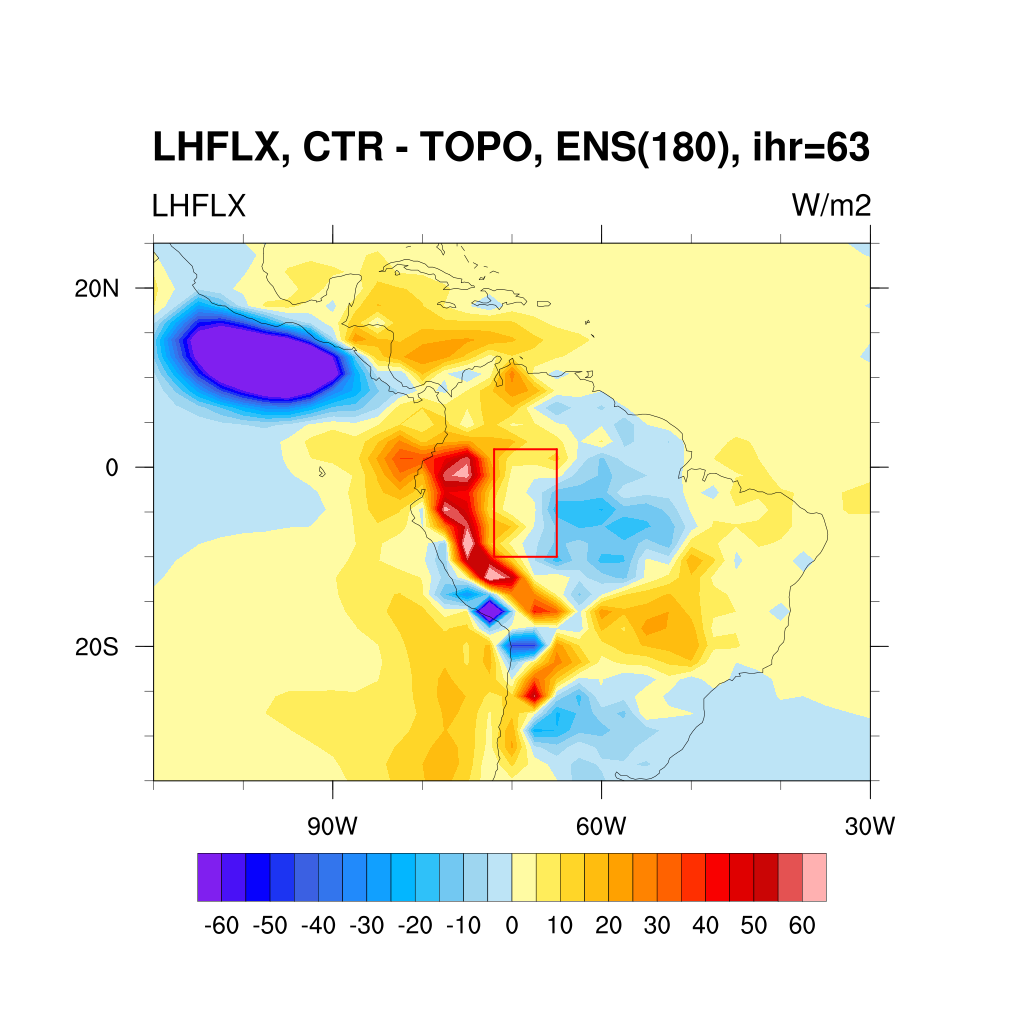 LHFLX, CTR - TOPO, ENS(180), ihr=63
LHFLX W/m2
20N
0
20S
90W 60W 30W
-60 -50 -40 -30 -20 -10 0 10 20 30 40 50 60